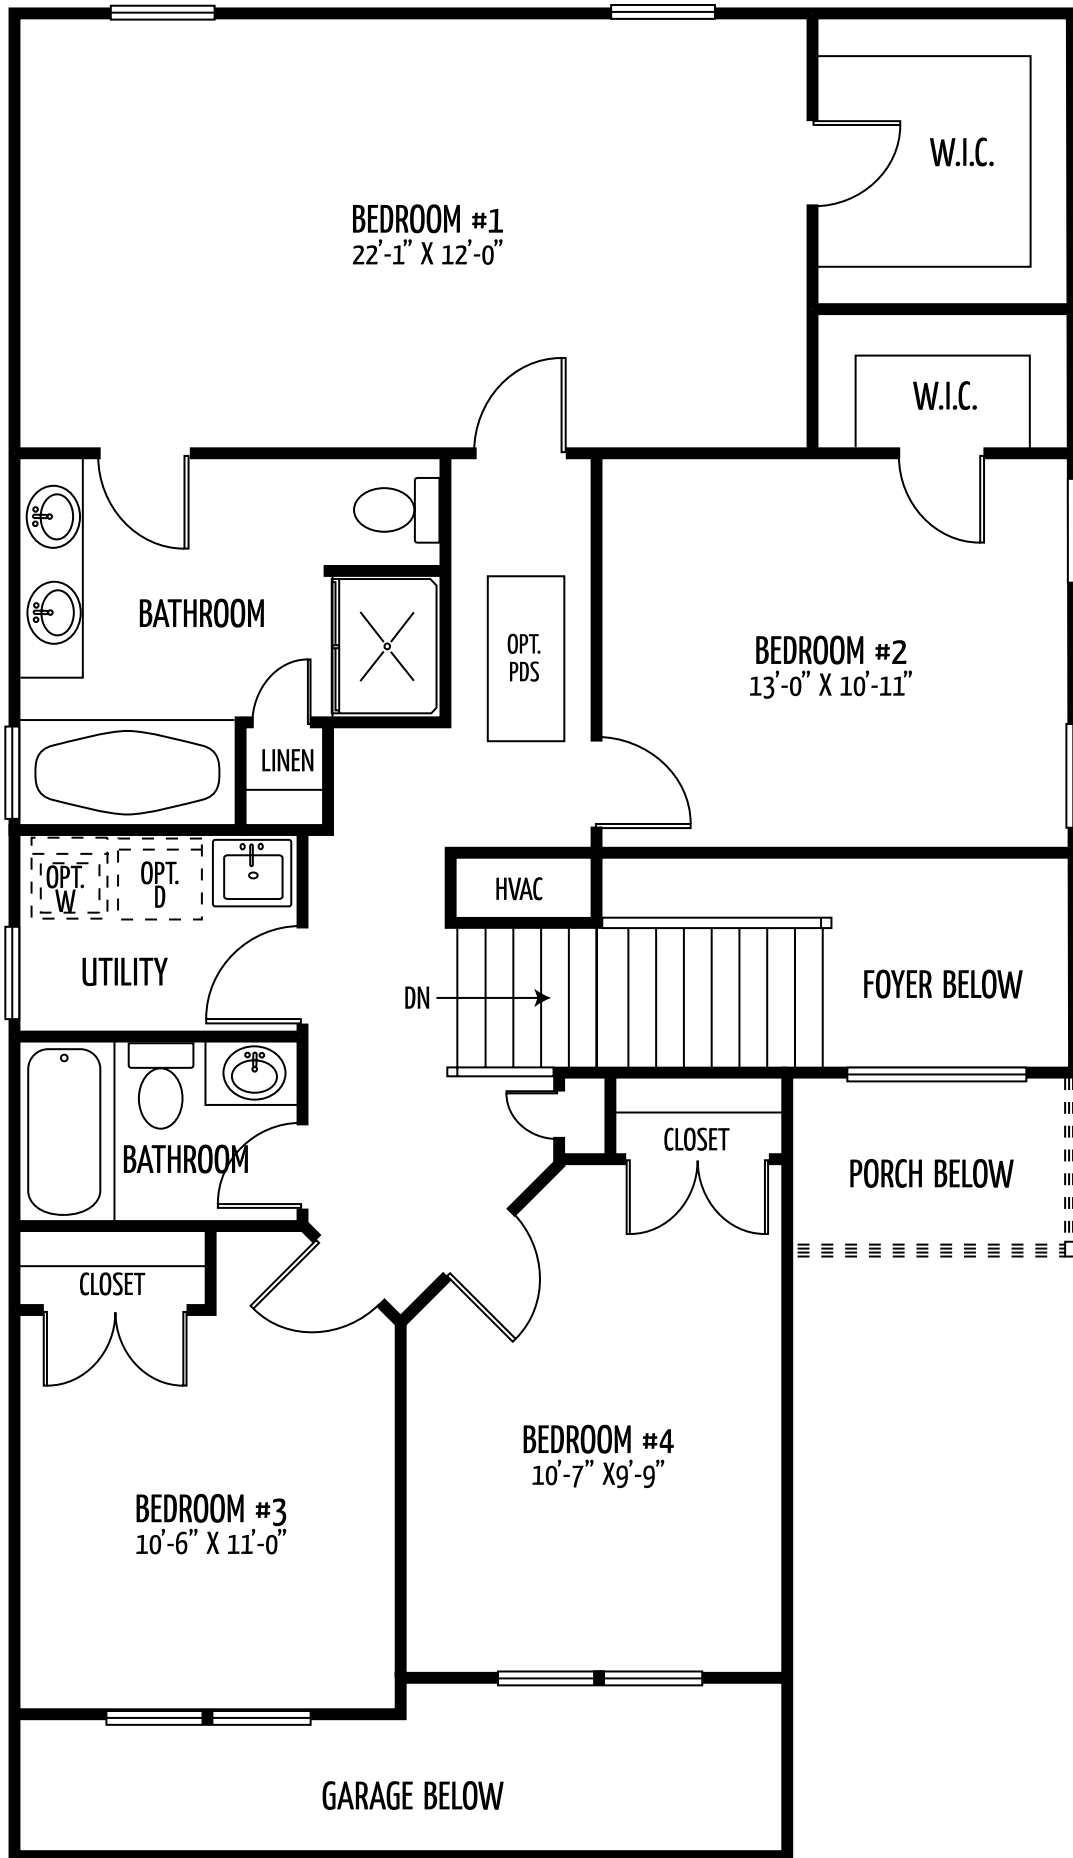 W.I.C.
BEDROOM #1
22'-1" X 12'-0"
W.I.C.
BATHROOM
OPT.
PDS
BEDROOM #2
13'-0" X 10'-11"
LINEN
OPT.
W
OPT.
D
HVAC
UTILITY
DN
FOYER BELOW
CLOSET
BATHROOM
PORCH BELOW
CLOSET
BEDROOM #4
10'-7" X9'-9"
BEDROOM #3
10'-6" X 11'-0"
GARAGE BELOW